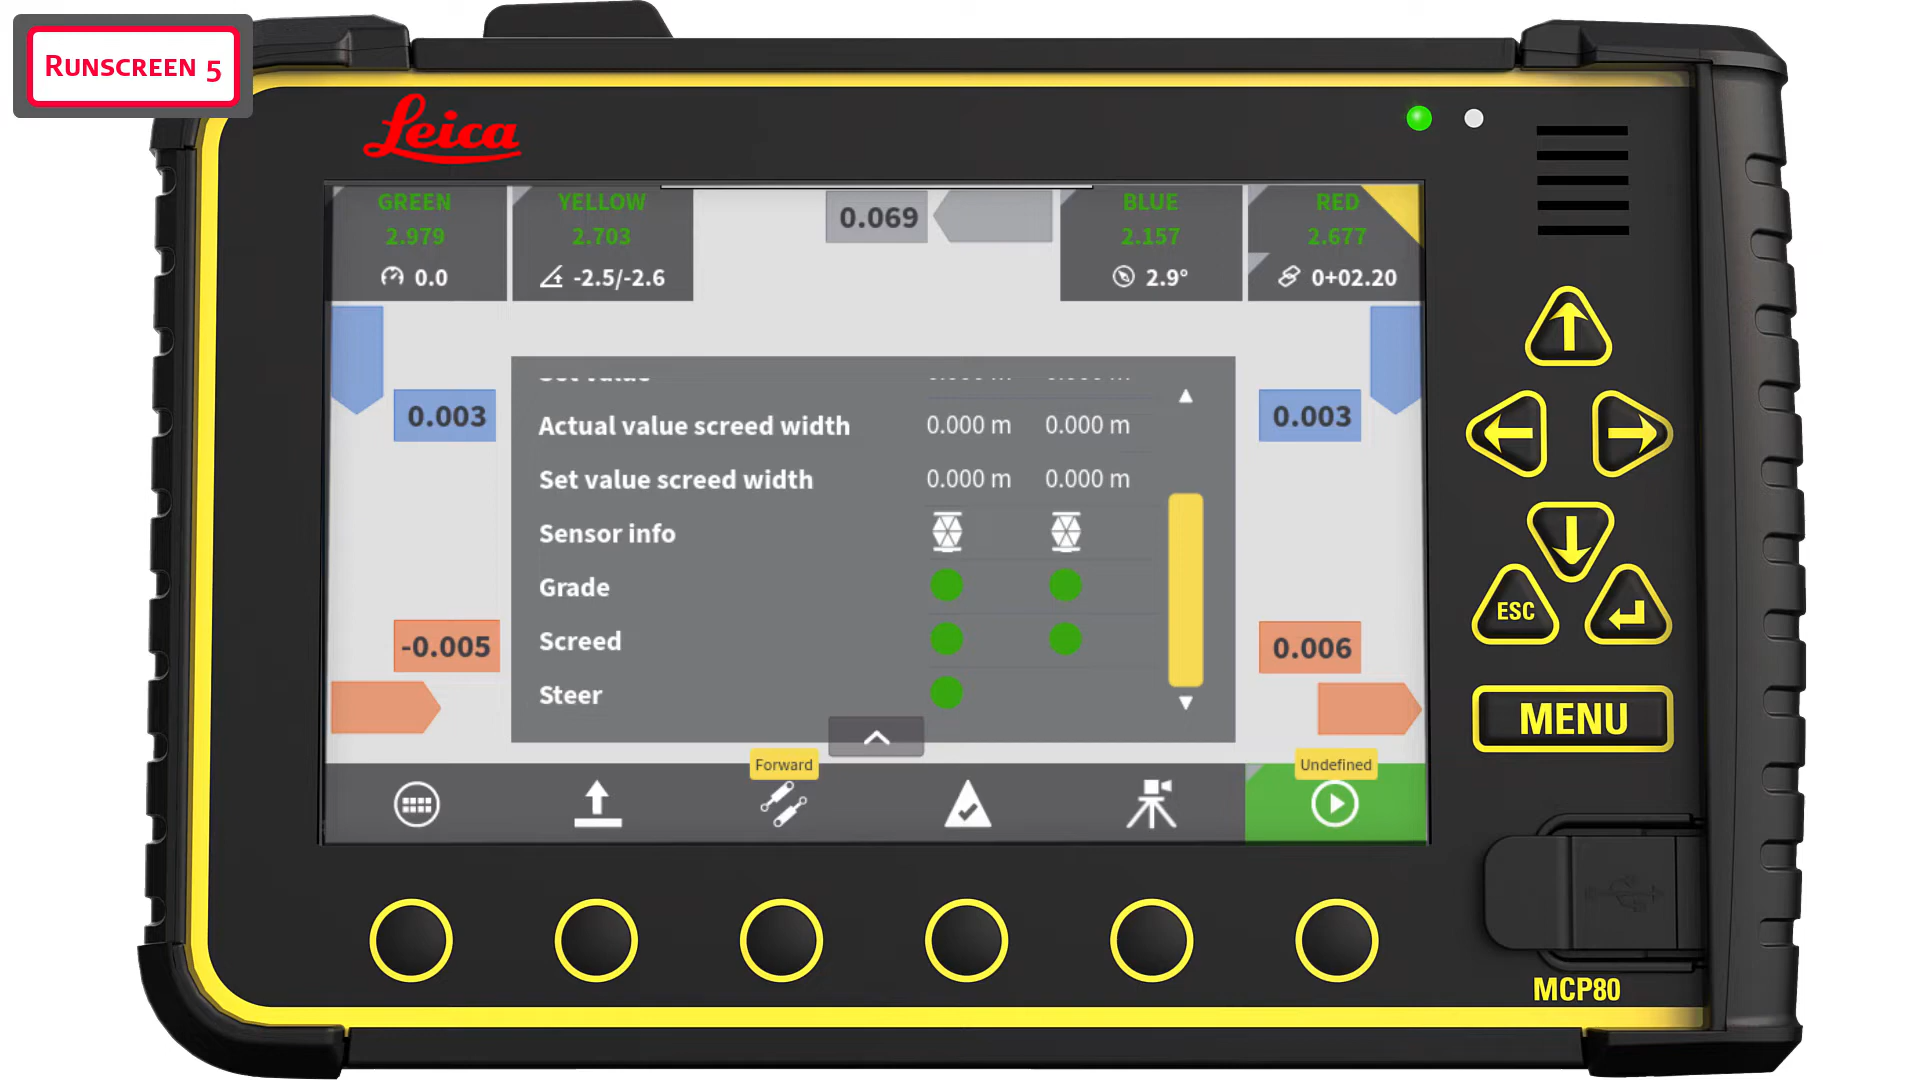 RUNSCREEN 5
Leica
GREEN
2.979
0.0
YELLOW
2.703
-2.5/-2.6
0.069
BLUE
2.157
2.9°
RED
2.677
0+02.20
0.003
0.003
Set value
Actual value screed width 0.000 m 0.000 m
Set value screed width 0.000 m 0.000 m
Sensor info
Grade
Screed
Steer
-0.005
0.006
Forward
Undefined
ESC
MENU
MCP80